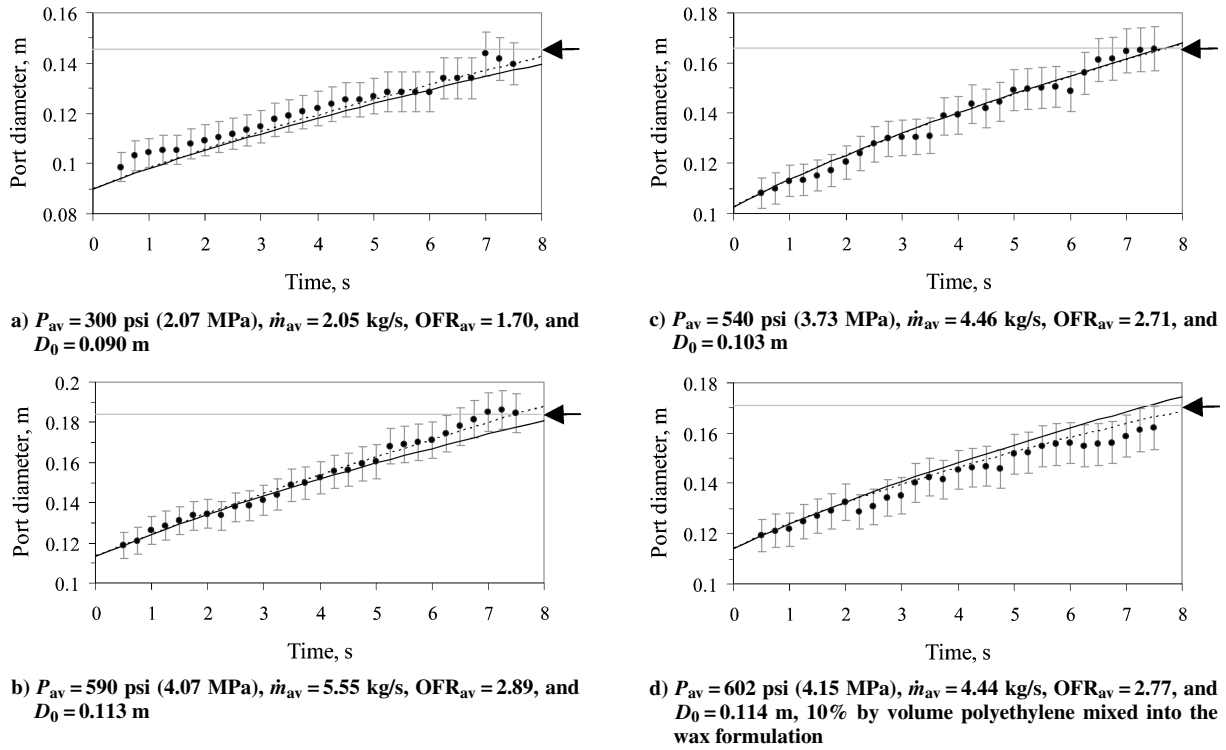 0.16
0.14
0.12
0.1
0.08
Port diameter, m
0 1 2 3 4 5 6 7 8
Time, s
a) P_av = 300 psi (2.07 MPa), ṁ_av = 2.05 kg/s, OFR_av = 1.70, and
D_0 = 0.090 m
0.2
0.18
0.16
0.14
0.12
0.1
Port diameter, m
0 1 2 3 4 5 6 7 8
Time, s
b) P_av = 590 psi (4.07 MPa), ṁ_av = 5.55 kg/s, OFR_av = 2.89, and
D_0 = 0.113 m
0.18
0.16
0.14
0.12
0.1
Port diameter, m
0 1 2 3 4 5 6 7 8
Time, s
c) P_av = 540 psi (3.73 MPa), ṁ_av = 4.46 kg/s, OFR_av = 2.71, and
D_0 = 0.103 m
0.18
0.16
0.14
0.12
0.1
Port diameter, m
0 1 2 3 4 5 6 7 8
Time, s
d) P_av = 602 psi (4.15 MPa), ṁ_av = 4.44 kg/s, OFR_av = 2.77, and
D_0 = 0.114 m, 10% by volume polyethylene mixed into the
wax formulation